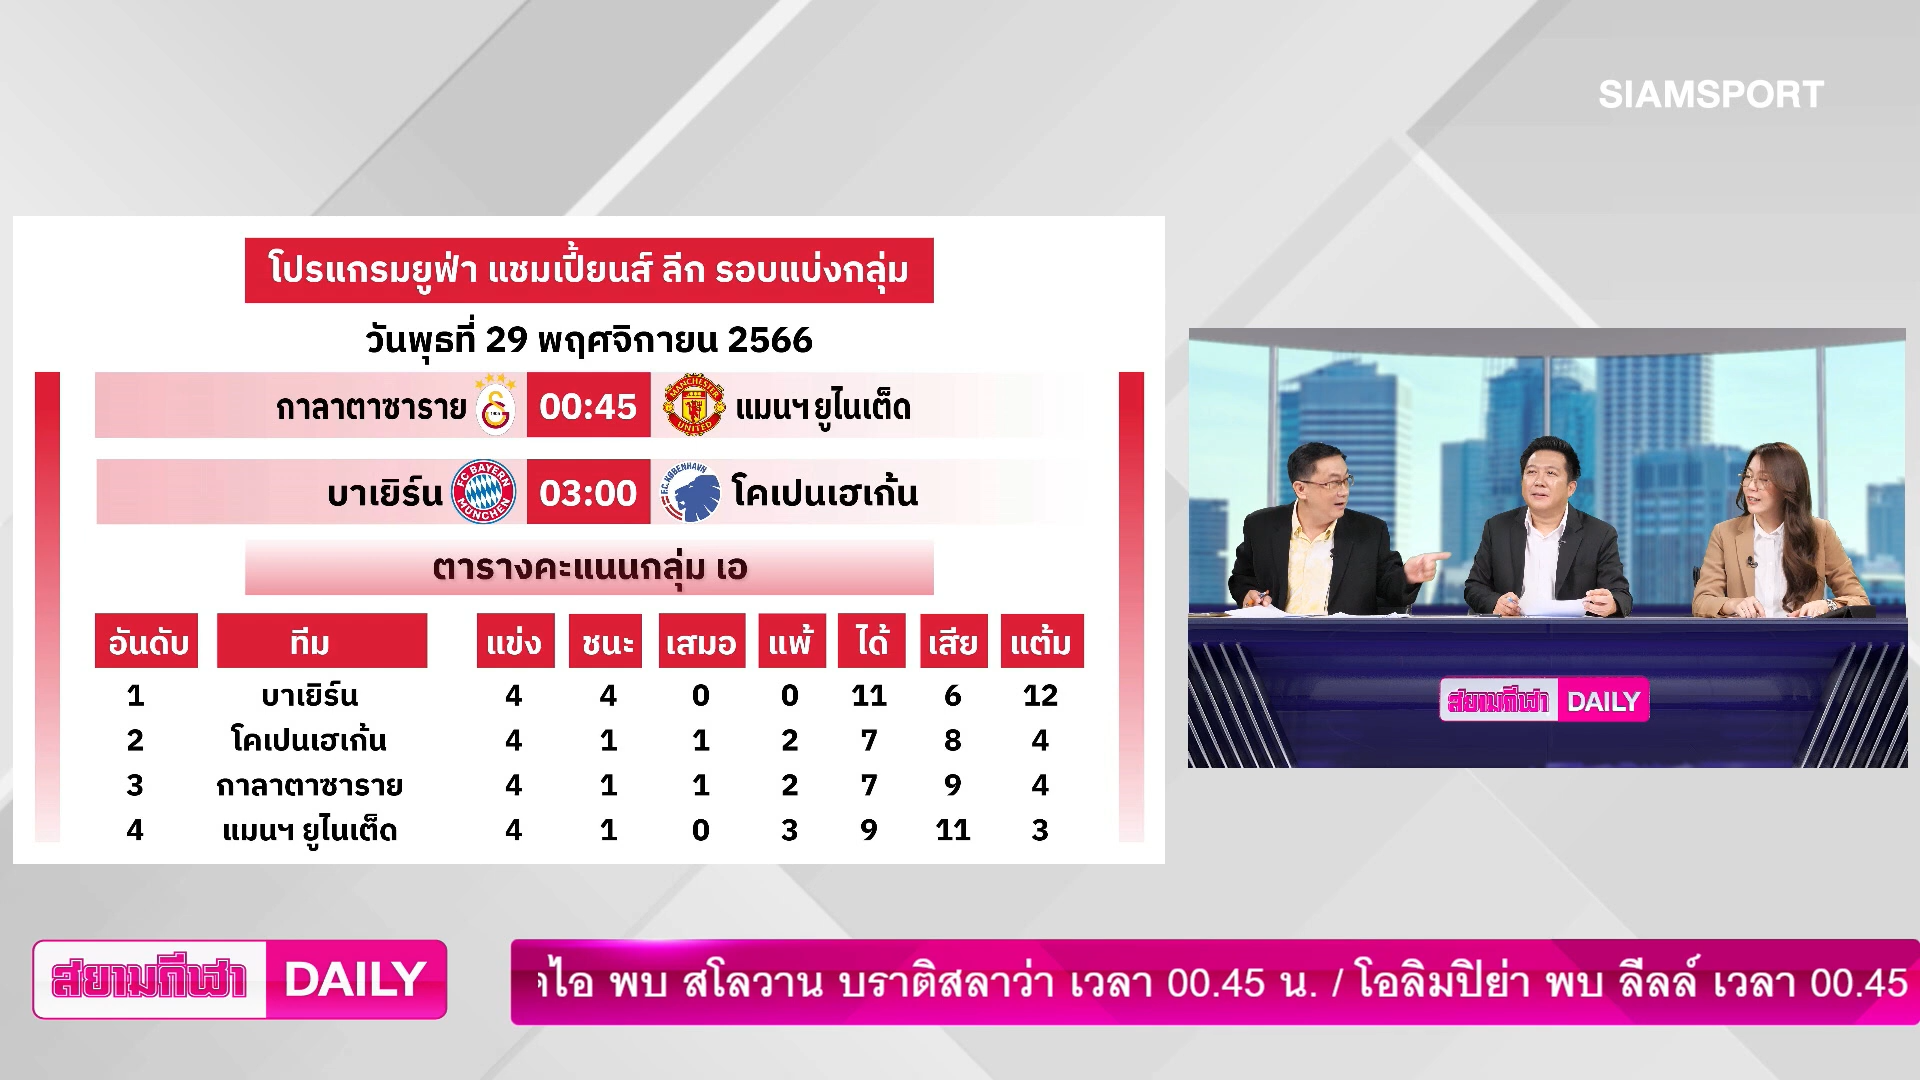 SIAMSPORT
โปรแกรมยูฟ่า แชมเปี้ยนส์ ลีก รอบแบ่งกลุ่ม
วันพุธที่ 29 พฤศจิกายน 2566
กาลาตาซาราย 00:45 MANCHESTER UNITED แมนฯ ยูไนเต็ด
บาเยิร์น FC BAYERN MÜNCHEN 03:00 F.C. KØBENHAVN โคเปนเฮเก้น
ตารางคะแนนกลุ่ม เอ
อันดับ ทีม แข่ง ชนะ เสมอ แพ้ ได้ เสีย แต้ม
1 บาเยิร์น 4 4 0 0 11 6 12
2 โคเปนเฮเก้น 4 1 1 2 7 8 4
3 กาลาตาซาราย 4 1 1 2 7 9 4
4 แมนฯ ยูไนเต็ด 4 1 0 3 9 11 3
สยามกีฬา DAILY
สยามกีฬา DAILY
ไอ พบ สโลวาน บราติสลาว่า เวลา 00.45 น. / โอลิมปิย่า พบ ลีลล์ เวลา 00.45